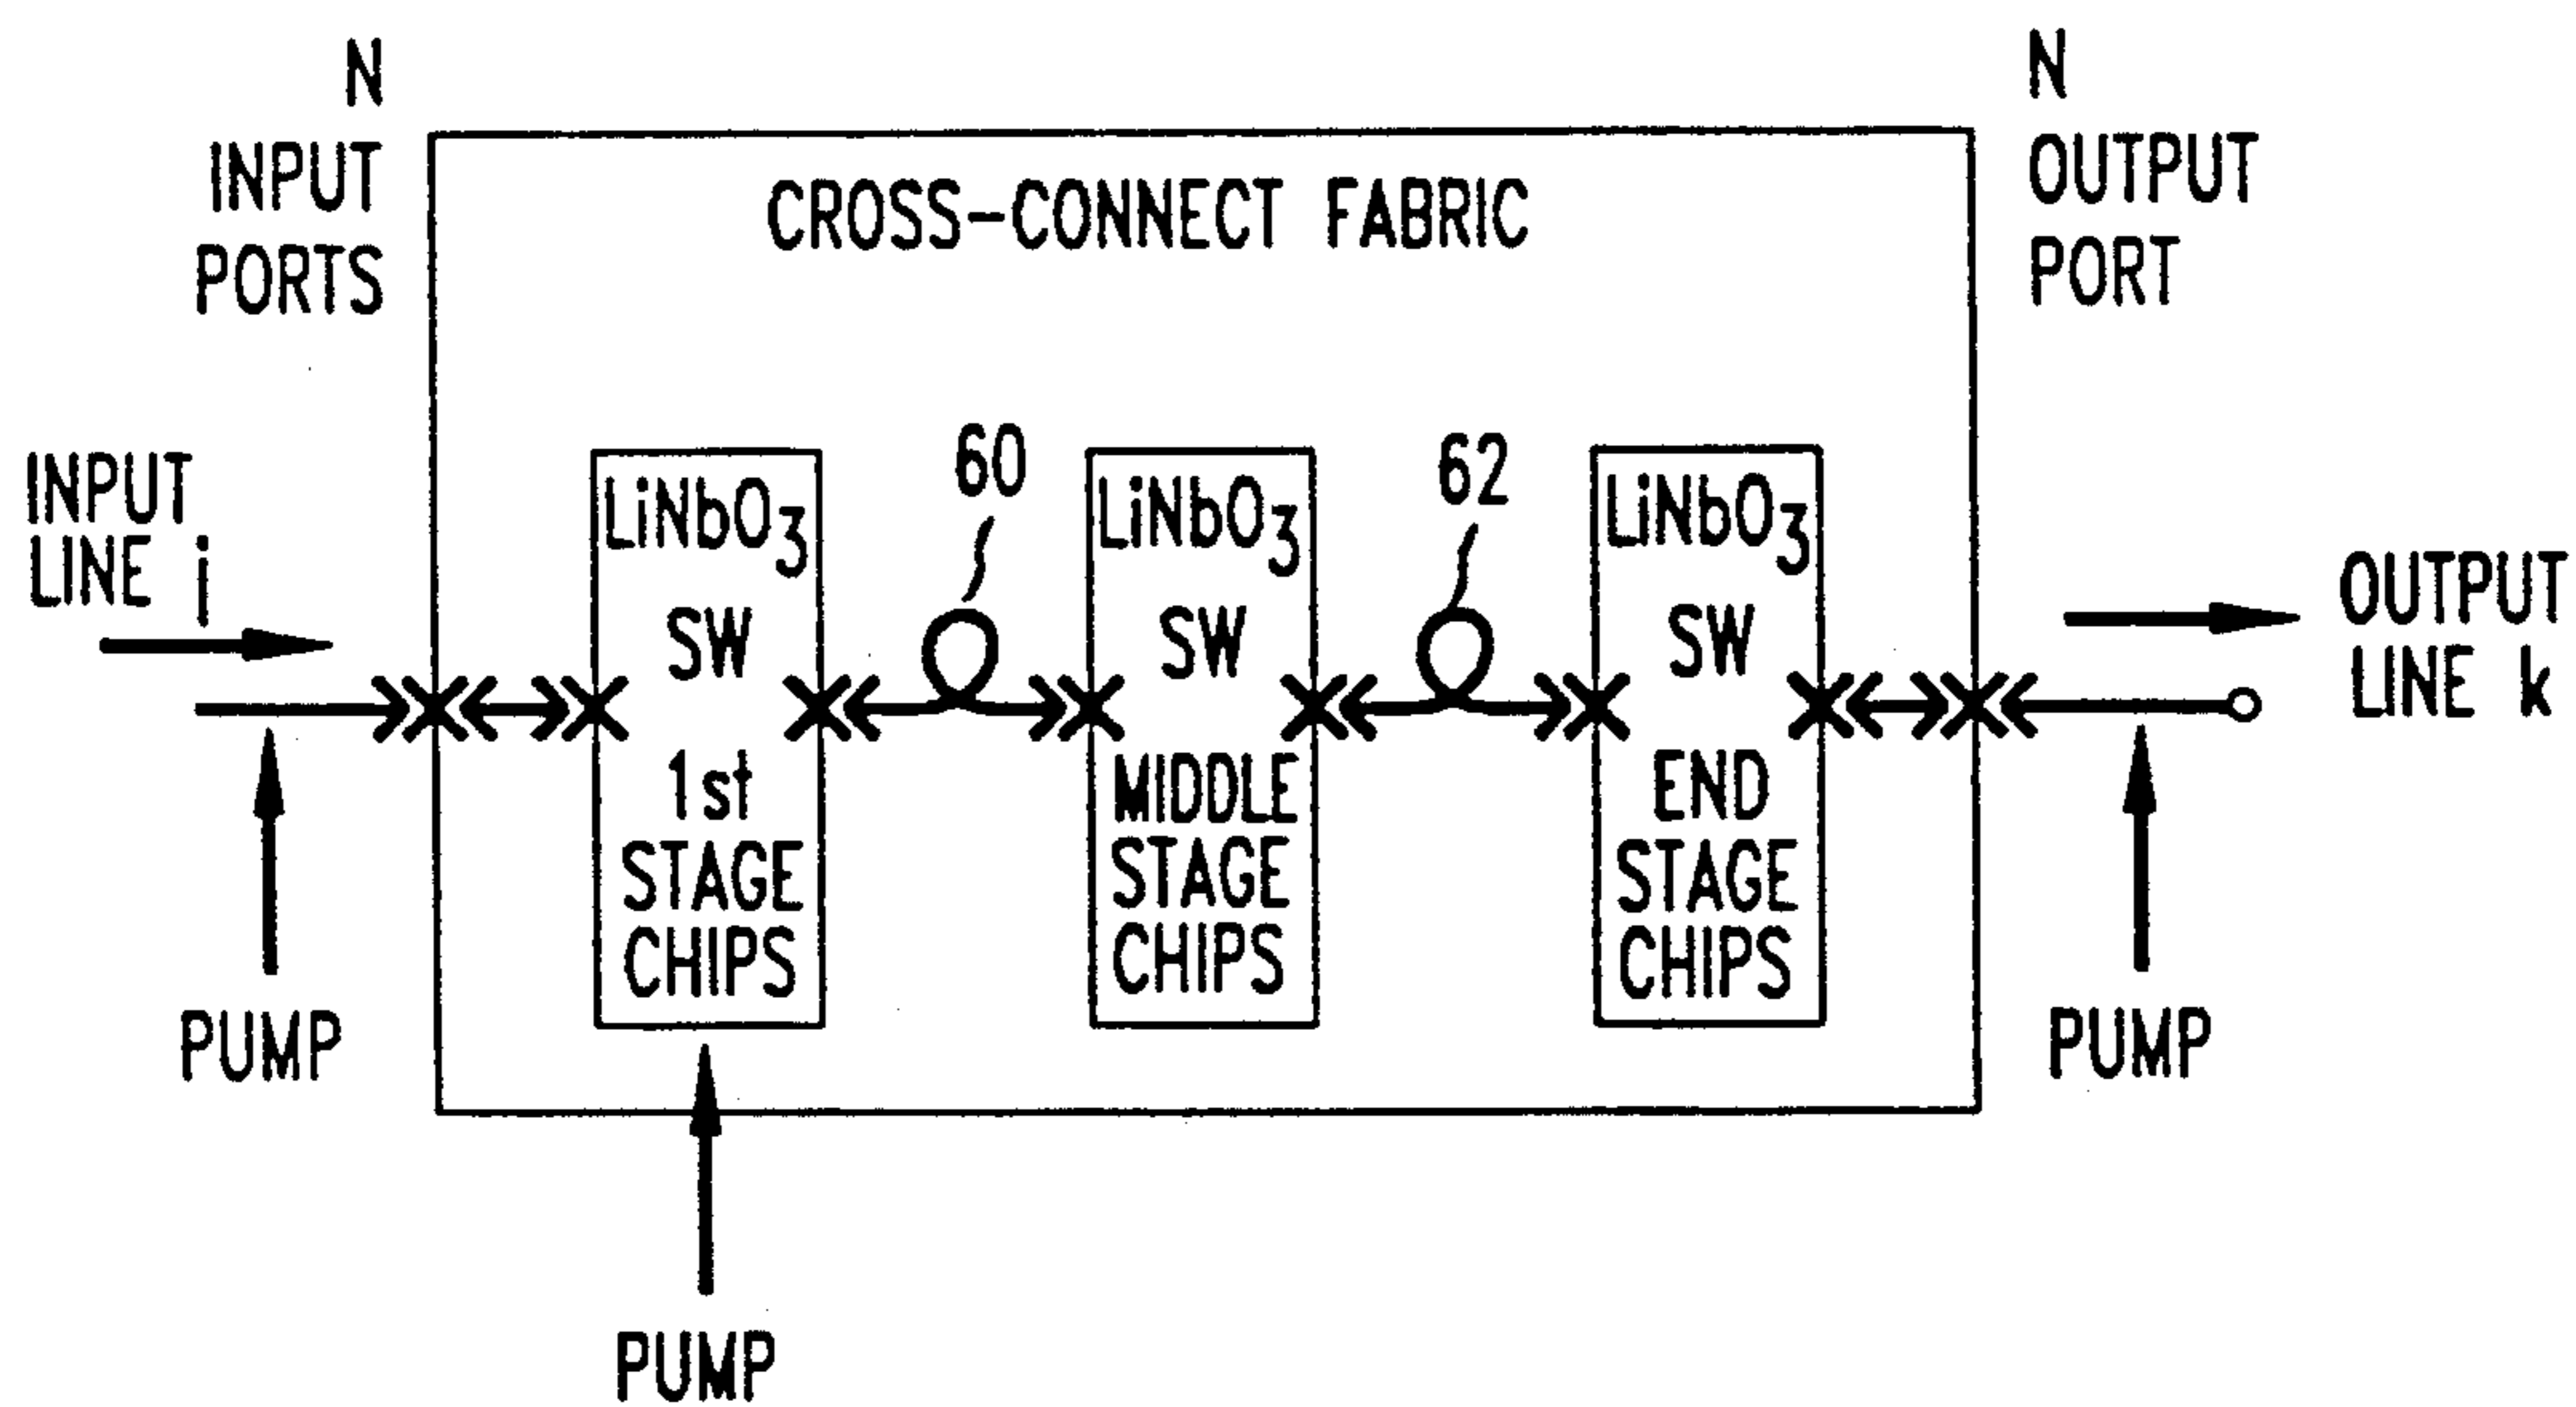 N
INPUT
PORTS
N
OUTPUT
PORT
CROSS-CONNECT FABRIC
INPUT
LINE i
LiNbO3
SW
1st
STAGE
CHIPS
60
LiNbO3
SW
MIDDLE
STAGE
CHIPS
62
LiNbO3
SW
END
STAGE
CHIPS
OUTPUT
LINE k
PUMP
PUMP
PUMP